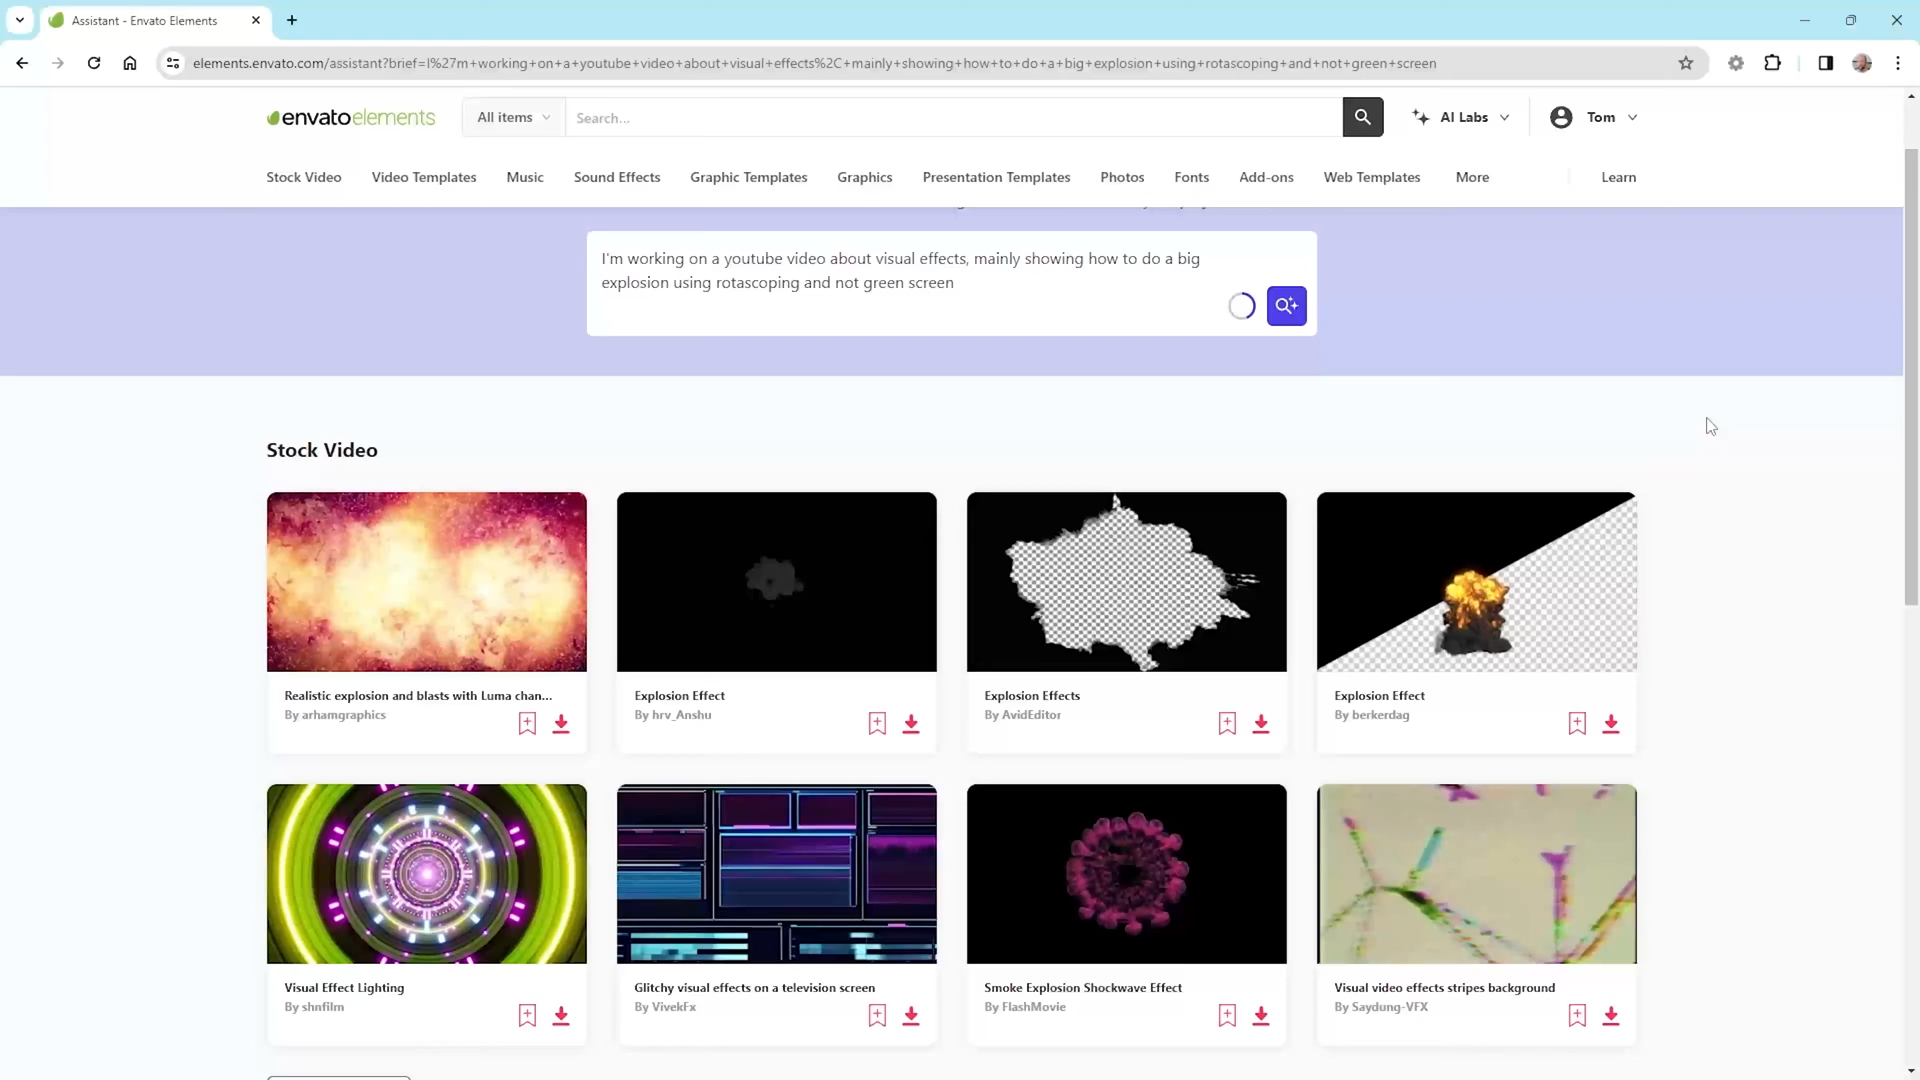 Assistant - Envato Elements
elements.envato.com/assistant?brief=I%27m+working+on+a+youtube+video+about+visual+effects%2C+mainly+showing+how+to+do+a+big+explosion+using+rotascoping+and+not+green+screen
envatoelements
All items
Search...
AI Labs
Tom
Stock Video
Video Templates
Music
Sound Effects
Graphic Templates
Graphics
Presentation Templates
Photos
Fonts
Add-ons
Web Templates
More
Learn
I'm working on a youtube video about visual effects, mainly showing how to do a big
explosion using rotascoping and not green screen
Stock Video
Realistic explosion and blasts with Luma chan...
By arhamgraphics
Explosion Effect
By hrv_Anshu
Explosion Effects
By AvidEditor
Explosion Effect
By berkerdag
Visual Effect Lighting
By shnfilm
Glitchy visual effects on a television screen
By VivekFx
Smoke Explosion Shockwave Effect
By FlashMovie
Visual video effects stripes background
By Saydung-VFX